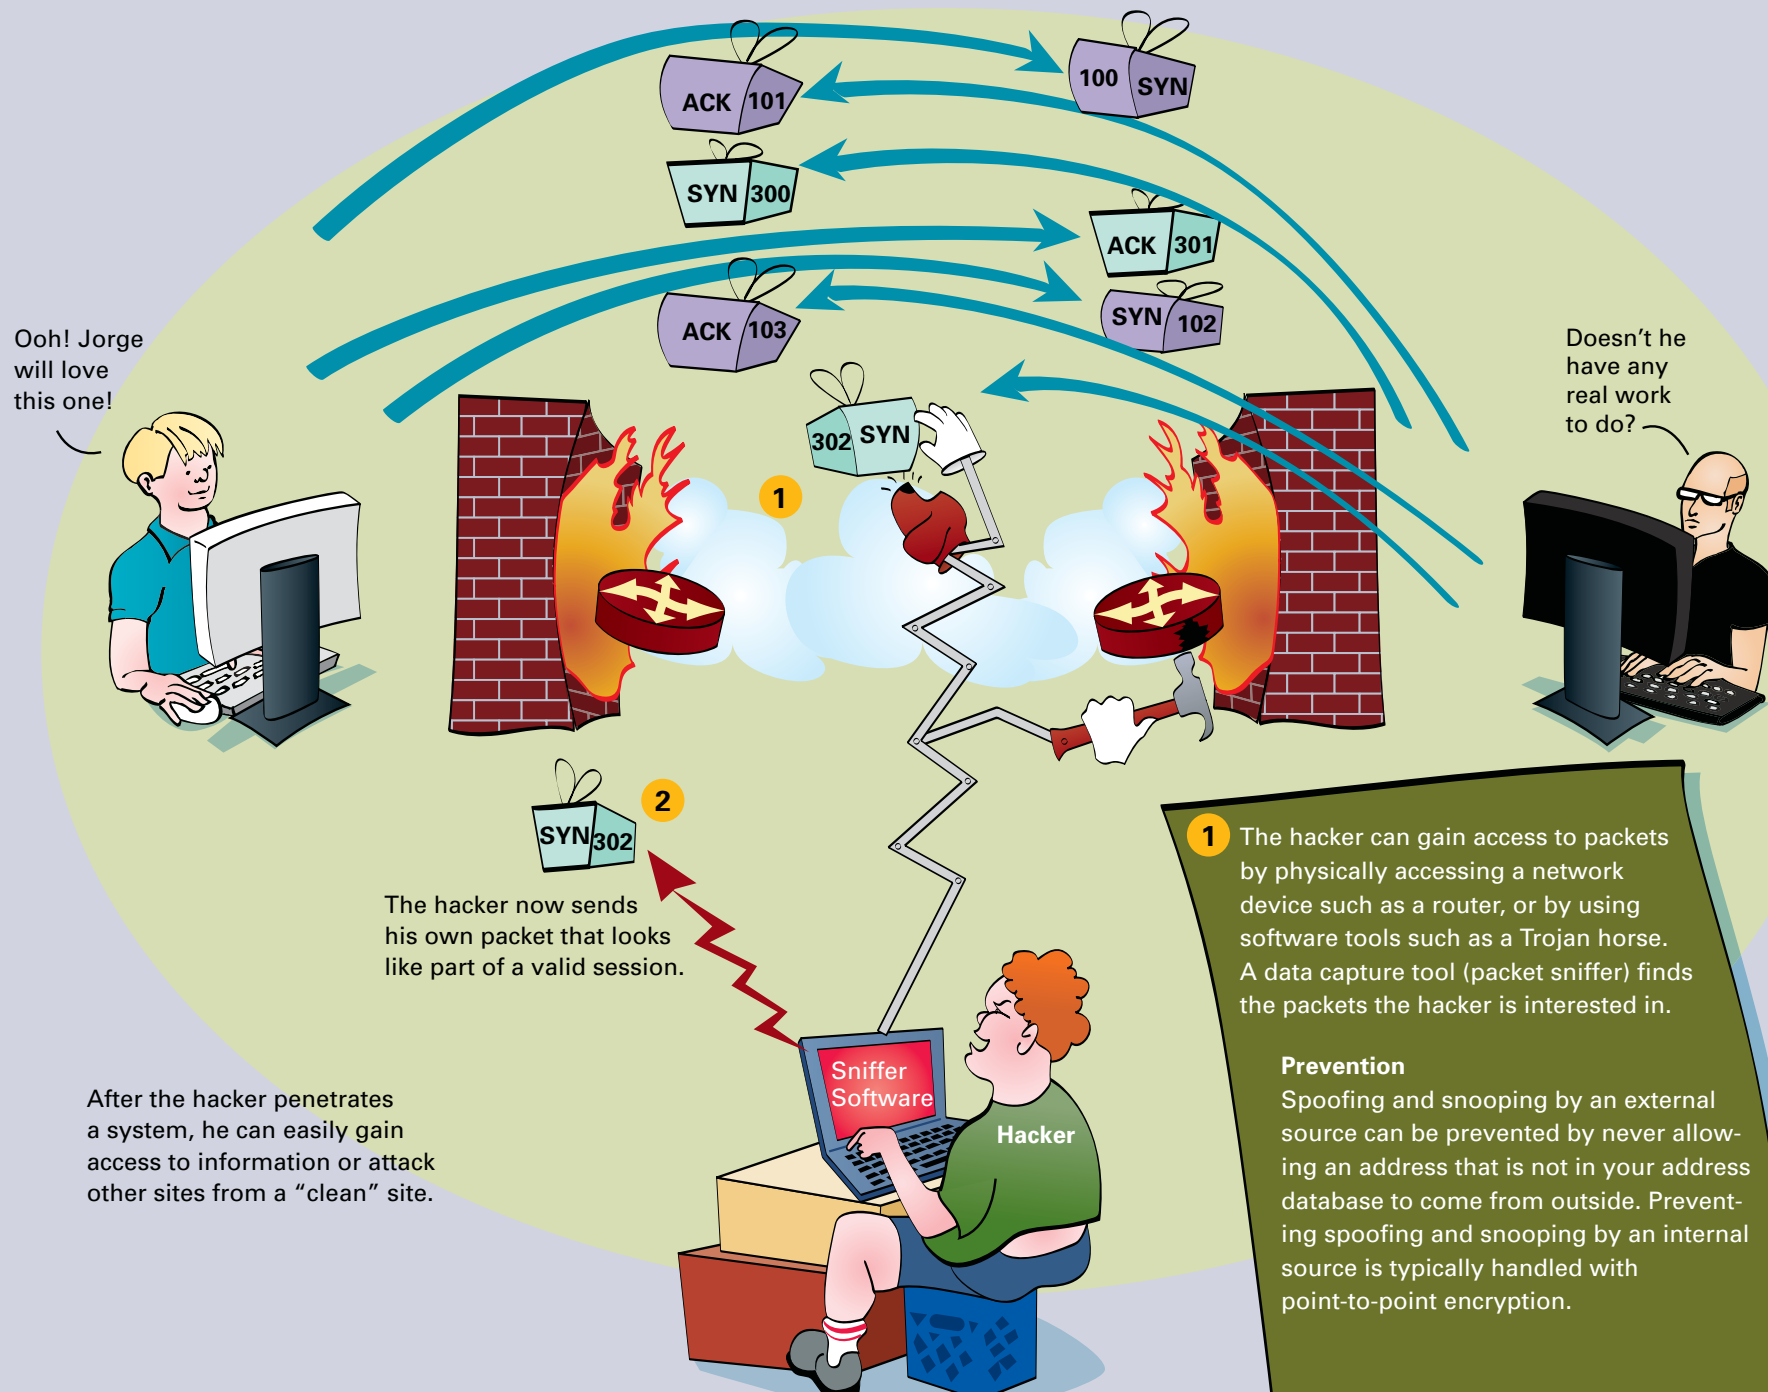 100 SYN
ACK 101
SYN 300
ACK 301
SYN 102
ACK 103
302 SYN
Ooh! Jorge
will love
this one!
Doesn’t he
have any
real work
to do?
1
2
SYN 302
The hacker now sends
his own packet that looks
like part of a valid session.
Sniffer
Software
Hacker
After the hacker penetrates
a system, he can easily gain
access to information or attack
other sites from a “clean” site.
1 The hacker can gain access to packets
by physically accessing a network
device such as a router, or by using
software tools such as a Trojan horse.
A data capture tool (packet sniffer) finds
the packets the hacker is interested in.
Prevention
Spoofing and snooping by an external
source can be prevented by never allow-
ing an address that is not in your address
database to come from outside. Prevent-
ing spoofing and snooping by an internal
source is typically handled with
point-to-point encryption.